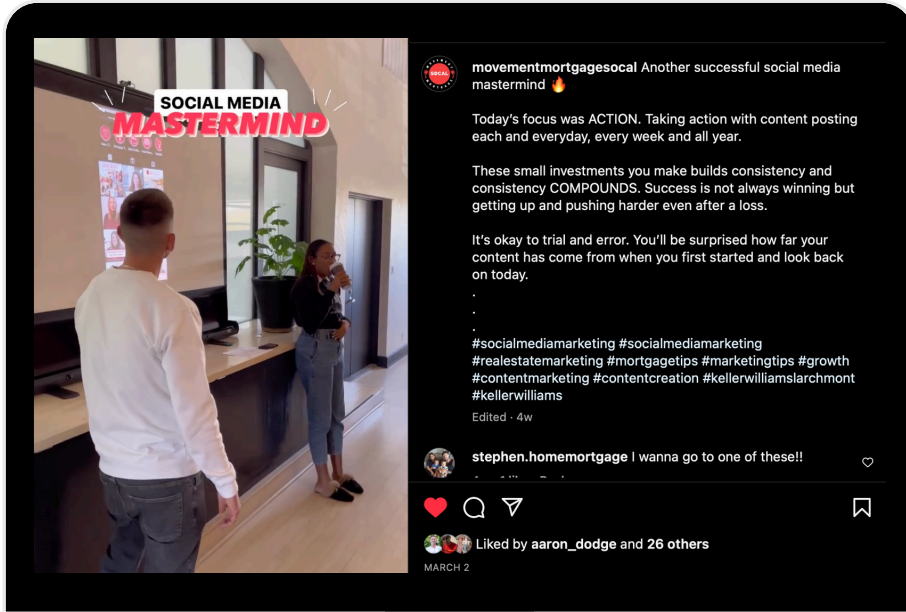 SOCIAL MEDIA
MASTERMIND
SOCAL
movementmortgagesocal Another successful social media
mastermind 🔥
Today's focus was ACTION. Taking action with content posting
each and everyday, every week and all year.
These small investments you make builds consistency and
consistency COMPOUNDS. Success is not always winning but
getting up and pushing harder even after a loss.
It's okay to trial and error. You'll be surprised how far your
content has come from when you first started and look back
on today.
.
.
.
#socialmediamarketing #socialmediamarketing
#realestatemarketing #mortgagetips #marketingtips #growth
#contentmarketing #contentcreation #kellerwilliamslarchmont
#kellerwilliams
Edited · 4w
stephen.homemortgage I wanna go to one of these!!
Liked by aaron_dodge and 26 others
MARCH 2